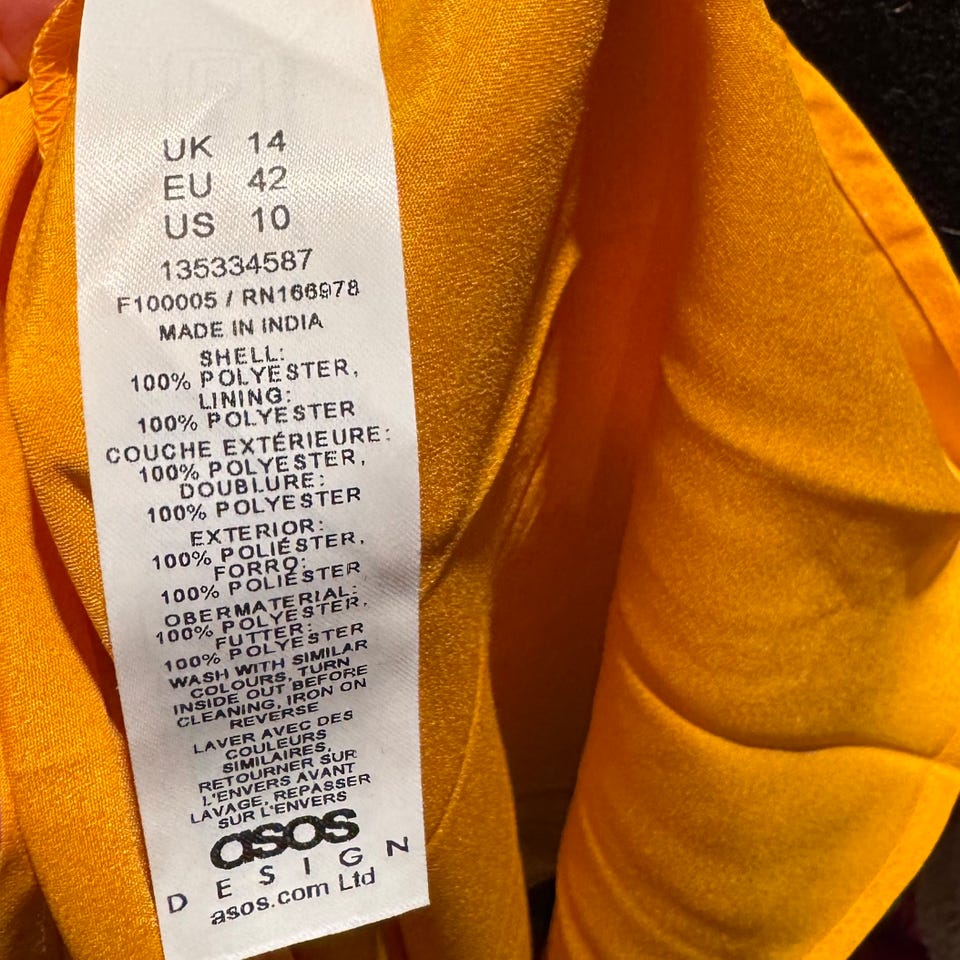 UK 14
EU 42
US 10
135334587
F100005 / RN166978
MADE IN INDIA
SHELL:
100% POLYESTER,
LINING:
100% POLYESTER
COUCHE EXTÉRIEURE:
100% POLYESTER,
DOUBLURE:
100% POLYESTER
EXTERIOR:
100% POLIÉSTER,
FORRO:
100% POLIÉSTER
OBERMATERIAL:
100% POLYESTER,
FUTTER:
100% POLYESTER
WASH WITH SIMILAR
COLOURS, TURN
INSIDE OUT BEFORE
CLEANING, IRON ON
REVERSE
LAVER AVEC DES
COULEURS
SIMILAIRES,
RETOURNER SUR
L'ENVERS AVANT
LAVAGE, REPASSER
SUR L'ENVERS
asos
DESIGN
asos.com Ltd